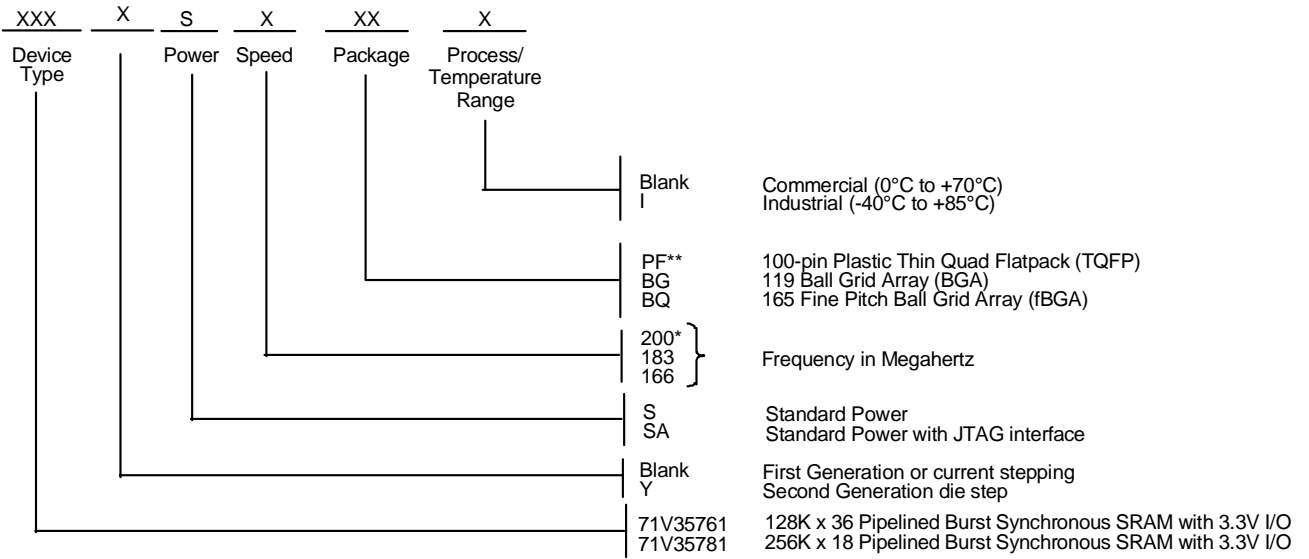 XXX X S X XX X
Device Type
Power
Speed
Package
Process/ Temperature Range
Blank Commercial (0°C to +70°C)
I Industrial (-40°C to +85°C)
PF** 100-pin Plastic Thin Quad Flatpack (TQFP)
BG 119 Ball Grid Array (BGA)
BQ 165 Fine Pitch Ball Grid Array (fBGA)
200*
183 Frequency in Megahertz
166
S Standard Power
SA Standard Power with JTAG interface
Blank First Generation or current stepping
Y Second Generation die step
71V35761 128K x 36 Pipelined Burst Synchronous SRAM with 3.3V I/O
71V35781 256K x 18 Pipelined Burst Synchronous SRAM with 3.3V I/O